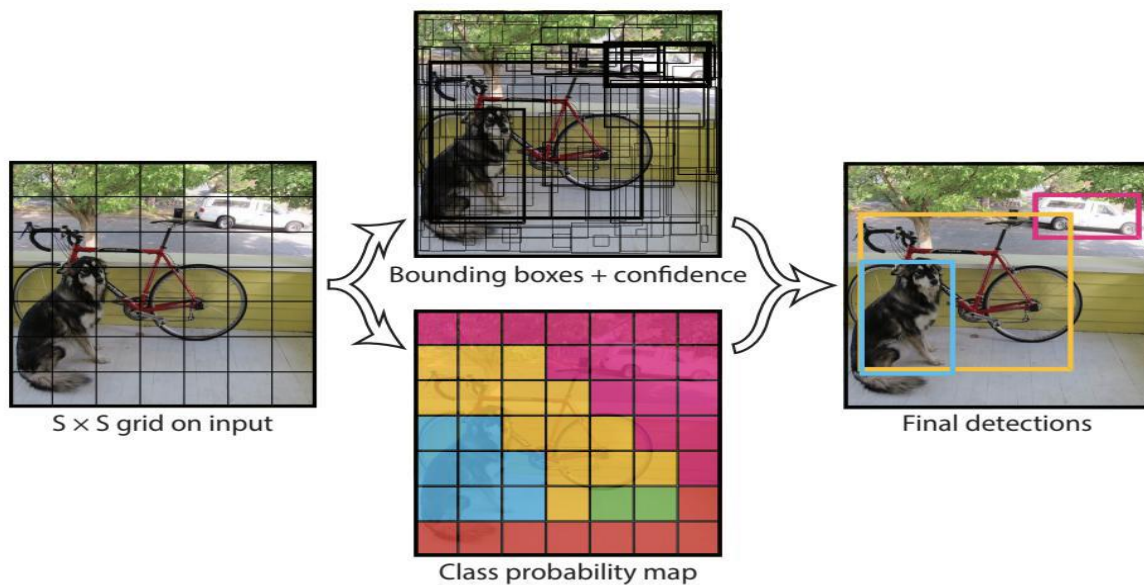 Bounding boxes + confidence
S × S grid on input
Final detections
Class probability map